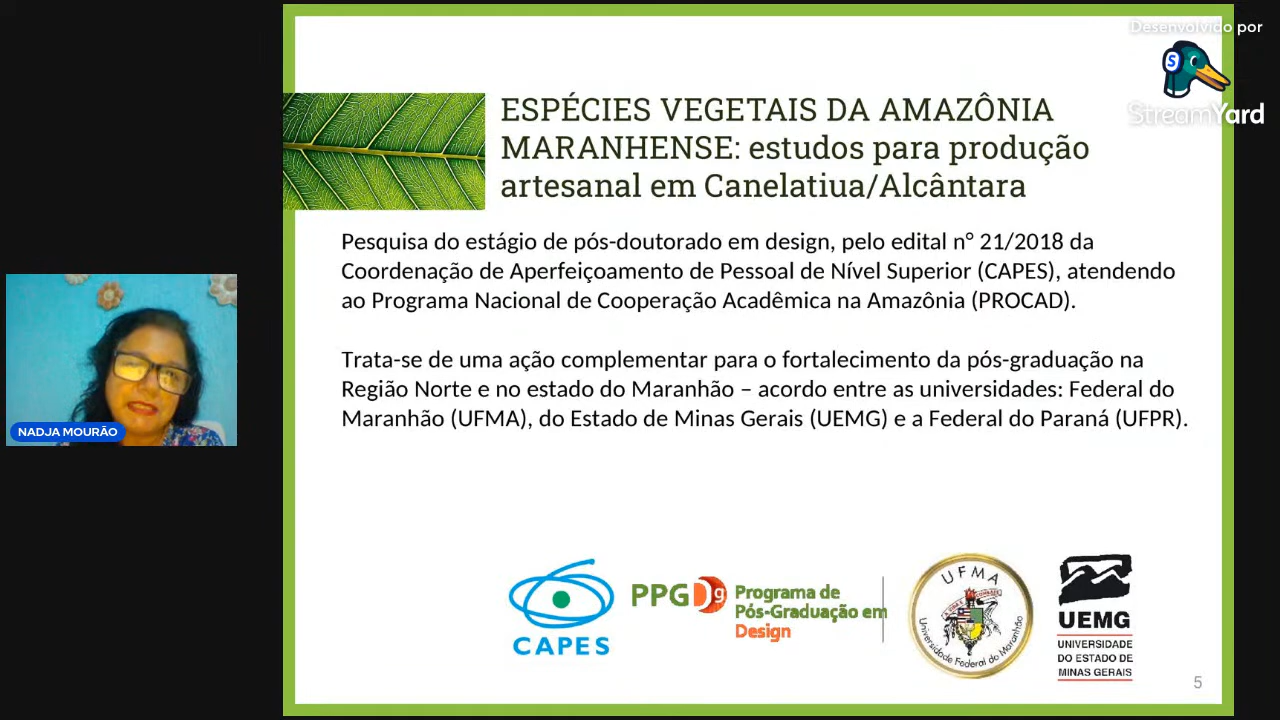 Desenvolvido por
StreamYard
ESPÉCIES VEGETAIS DA AMAZÔNIA
MARANHENSE: estudos para produção
artesanal em Canelatiua/Alcântara
Pesquisa do estágio de pós-doutorado em design, pelo edital n° 21/2018 da
Coordenação de Aperfeiçoamento de Pessoal de Nível Superior (CAPES), atendendo
ao Programa Nacional de Cooperação Acadêmica na Amazônia (PROCAD).
Trata-se de uma ação complementar para o fortalecimento da pós-graduação na
Região Norte e no estado do Maranhão – acordo entre as universidades: Federal do
Maranhão (UFMA), do Estado de Minas Gerais (UEMG) e a Federal do Paraná (UFPR).
NADJA MOURÃO
CAPES
PPGDg
Programa de
Pós-Graduação em
Design
UFMA
Universidade Federal do Maranhão
UEMG
UNIVERSIDADE
DO ESTADO DE
MINAS GERAIS
5